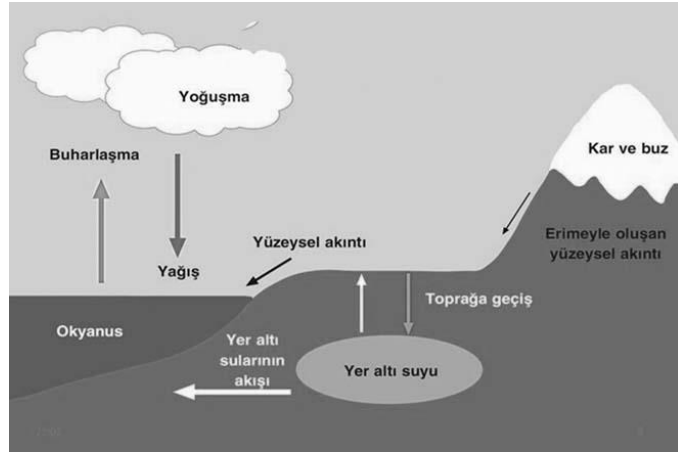 Yoğuşma
Buharlaşma
Kar ve buz
Erimeyle oluşan
yüzeysel akıntı
Yüzeysel akıntı
Yağış
Toprağa geçiş
Okyanus
Yer altı
sularının
akışı
Yer altı suyu